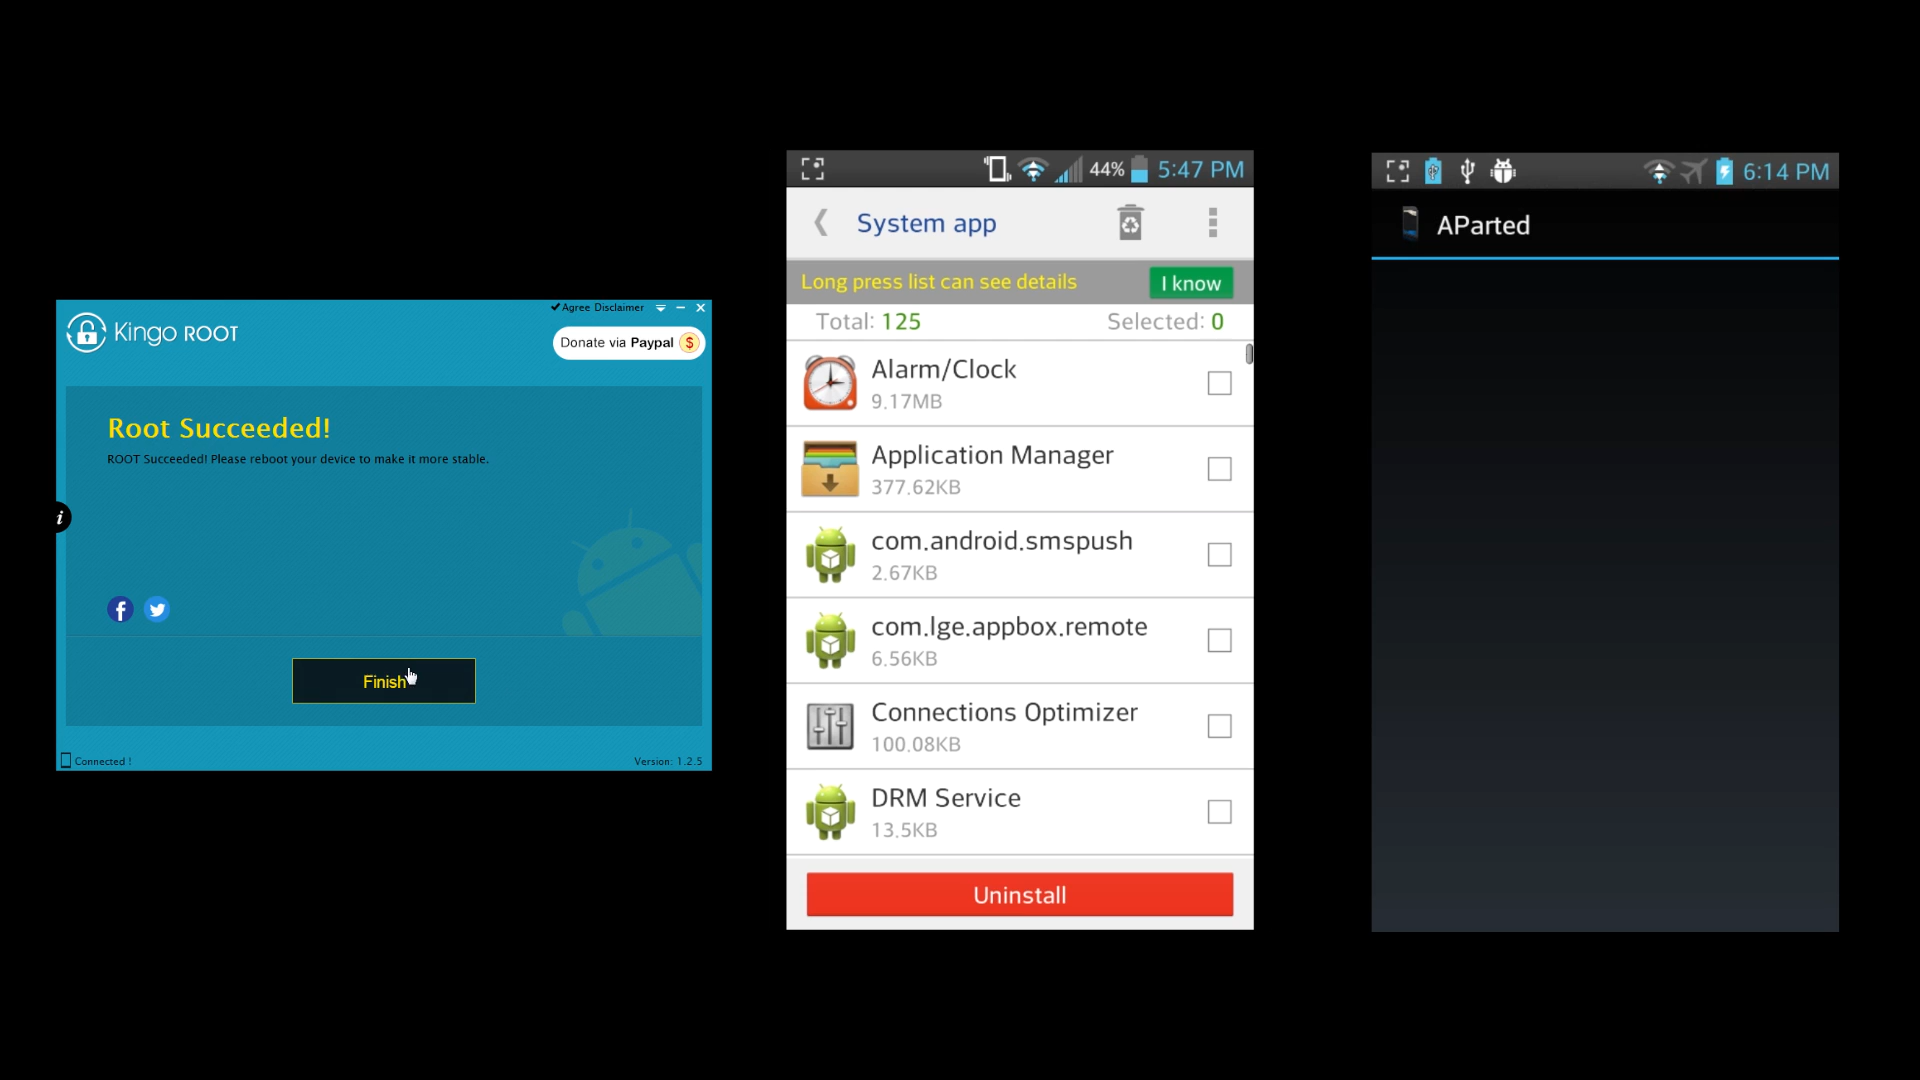 Agree Disclaimer
Kingo ROOT
Donate via Paypal $
Root Succeeded!
ROOT Succeeded! Please reboot your device to make it more stable.
i
f
Finish
Connected !
Version: 1.2.5
44% 5:47 PM
System app
Long press list can see details
I know
Total: 125
Selected: 0
Alarm/Clock
9.17MB
Application Manager
377.62KB
com.android.smspush
2.67KB
com.lge.appbox.remote
6.56KB
Connections Optimizer
100.08KB
DRM Service
13.5KB
Uninstall
6:14 PM
AParted